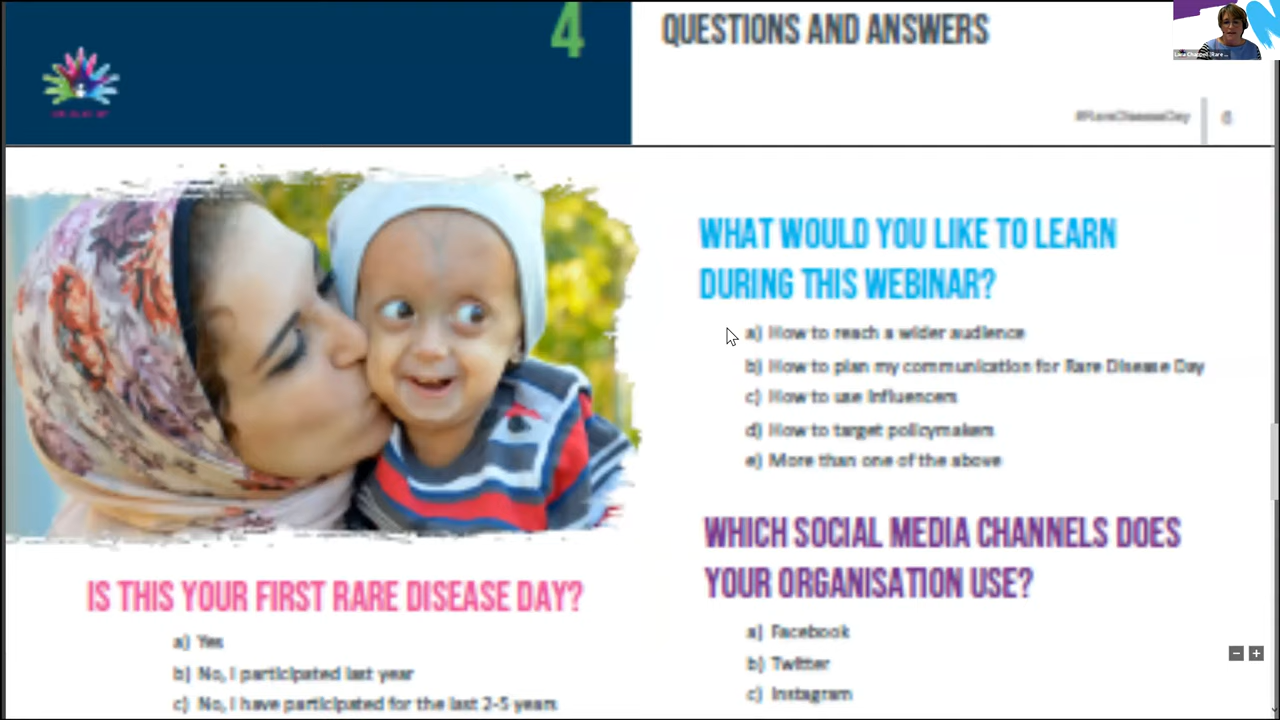 4
QUESTIONS AND ANSWERS
#RareDiseaseDay
6
WHAT WOULD YOU LIKE TO LEARN
DURING THIS WEBINAR?
a) How to reach a wider audience
b) How to plan my communication for Rare Disease Day
c) How to use Influencers
d) How to target policymakers
e) More than one of the above
WHICH SOCIAL MEDIA CHANNELS DOES
YOUR ORGANISATION USE?
a) Facebook
b) Twitter
c) Instagram
IS THIS YOUR FIRST RARE DISEASE DAY?
a) Yes
b) No, I participated last year
c) No, I have participated for the last 2-5 years